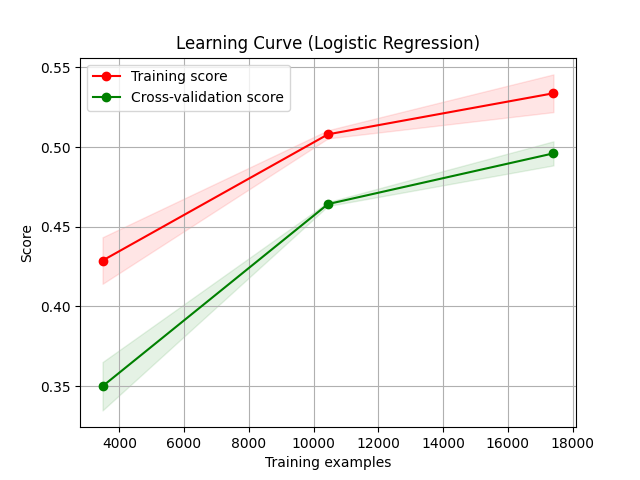 Learning Curve (Logistic Regression)
Training score
Cross-validation score
0.55
0.50
0.45
0.40
0.35
Score
4000 6000 8000 10000 12000 14000 16000 18000
Training examples